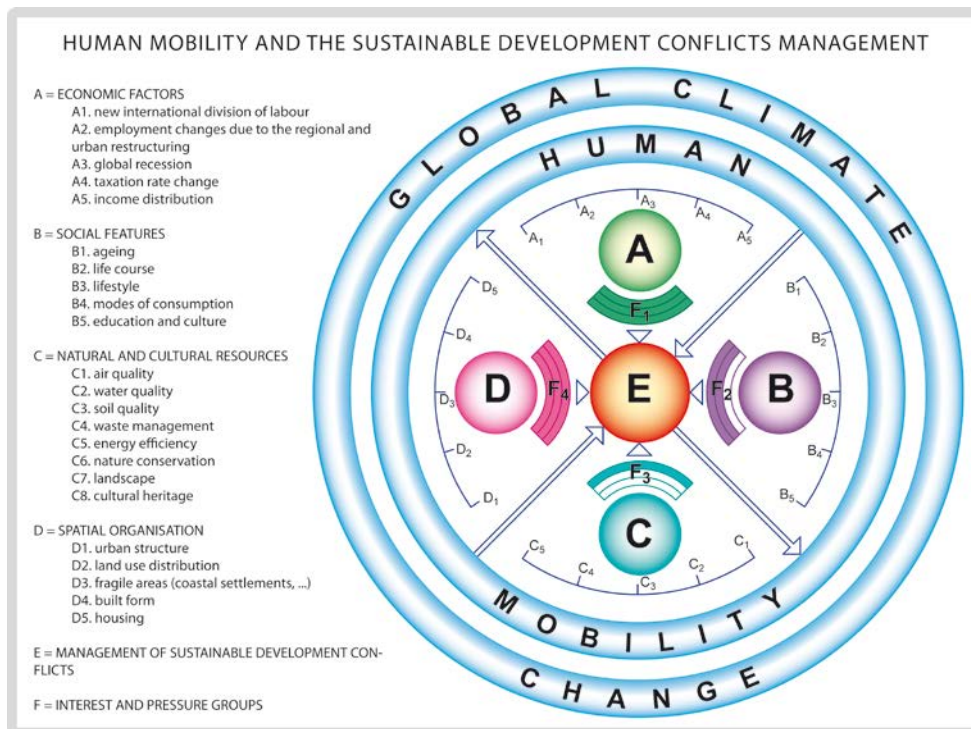 HUMAN MOBILITY AND THE SUSTAINABLE DEVELOPMENT CONFLICTS MANAGEMENT
A = ECONOMIC FACTORS
A1. new international division of labour
A2. employment changes due to the regional and
urban restructuring
A3. global recession
A4. taxation rate change
A5. income distribution
B = SOCIAL FEATURES
B1. ageing
B2. life course
B3. lifestyle
B4. modes of consumption
B5. education and culture
C = NATURAL AND CULTURAL RESOURCES
C1. air quality
C2. water quality
C3. soil quality
C4. waste management
C5. energy efficiency
C6. nature conservation
C7. landscape
C8. cultural heritage
D = SPATIAL ORGANISATION
D1. urban structure
D2. land use distribution
D3. fragile areas (coastal settlements, ...)
D4. built form
D5. housing
E = MANAGEMENT OF SUSTAINABLE DEVELOPMENT CON-
FLICTS
F = INTEREST AND PRESSURE GROUPS
GLOBAL CLIMATE
HUMAN
A1 A2 A3 A4 A5
A
F1
D5
D4
D3
D2
D1
D
F4
E
F2
B
B1
B2
B3
B4
B5
F3
C
C5 C4 C3 C2 C1
MOBILITY
CHANGE